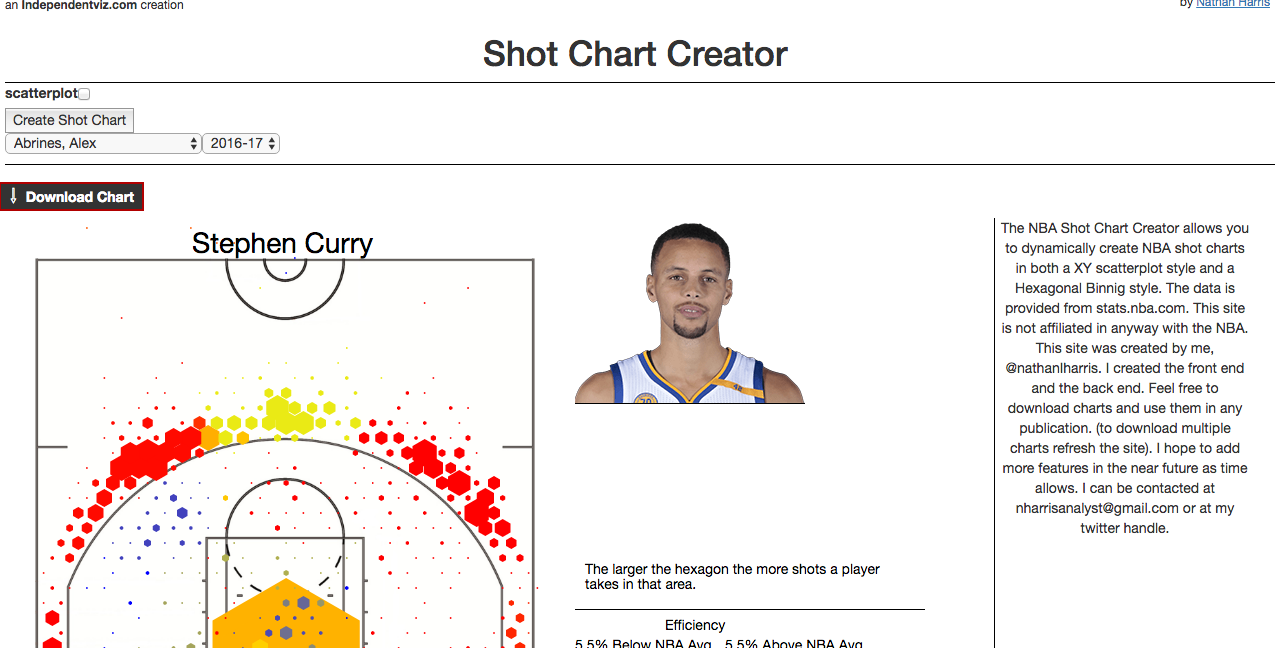 an Independentviz.com creation
by Nathan Harris
Shot Chart Creator
scatterplot
Create Shot Chart
Abrines, Alex
2016-17
Download Chart
Stephen Curry
The larger the hexagon the more shots a player
takes in that area.
Efficiency
5.5% Below NBA Avg 5.5% Above NBA Avg
The NBA Shot Chart Creator allows you
to dynamically create NBA shot charts
in both a XY scatterplot style and a
Hexagonal Binnig style. The data is
provided from stats.nba.com. This site
is not affiliated in anyway with the NBA.
This site was created by me,
@nathanlharris. I created the front end
and the back end. Feel free to
download charts and use them in any
publication. (to download multiple
charts refresh the site). I hope to add
more features in the near future as time
allows. I can be contacted at
nharrisanalyst@gmail.com or at my
twitter handle.